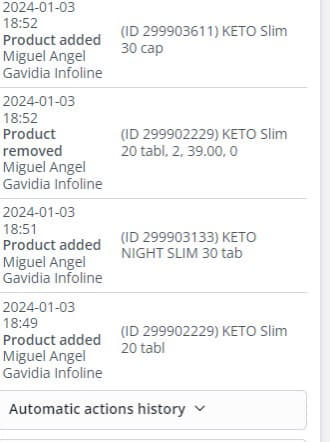 2024-01-03
18:52
Product added
Miguel Angel
Gavidia Infoline
(ID 299903611) KETO Slim
30 cap
2024-01-03
18:52
Product
removed
Miguel Angel
Gavidia Infoline
(ID 299902229) KETO Slim
20 tabl, 2, 39.00, 0
2024-01-03
18:51
Product added
Miguel Angel
Gavidia Infoline
(ID 299903133) KETO
NIGHT SLIM 30 tab
2024-01-03
18:49
Product added
Miguel Angel
Gavidia Infoline
(ID 299902229) KETO Slim
20 tabl
Automatic actions history